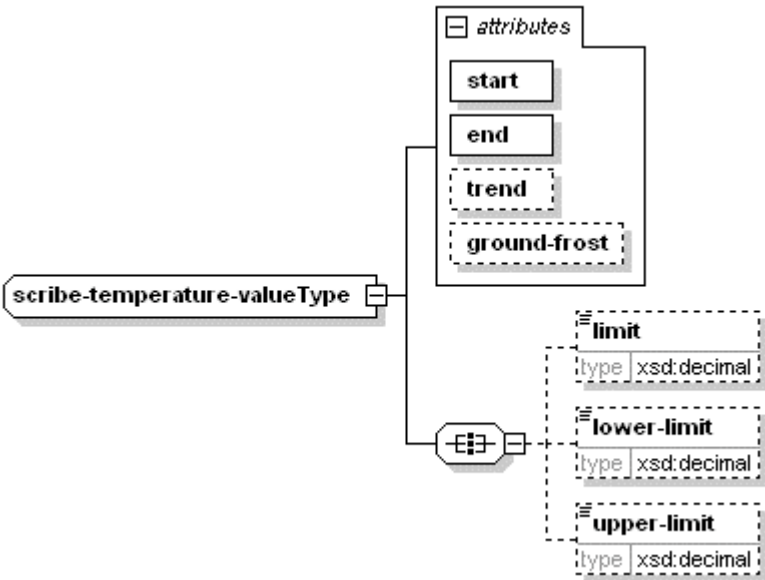 attributes
start
end
trend
ground-frost
scribe-temperature-valueType
limit
type xsd:decimal
lower-limit
type xsd:decimal
upper-limit
type xsd:decimal